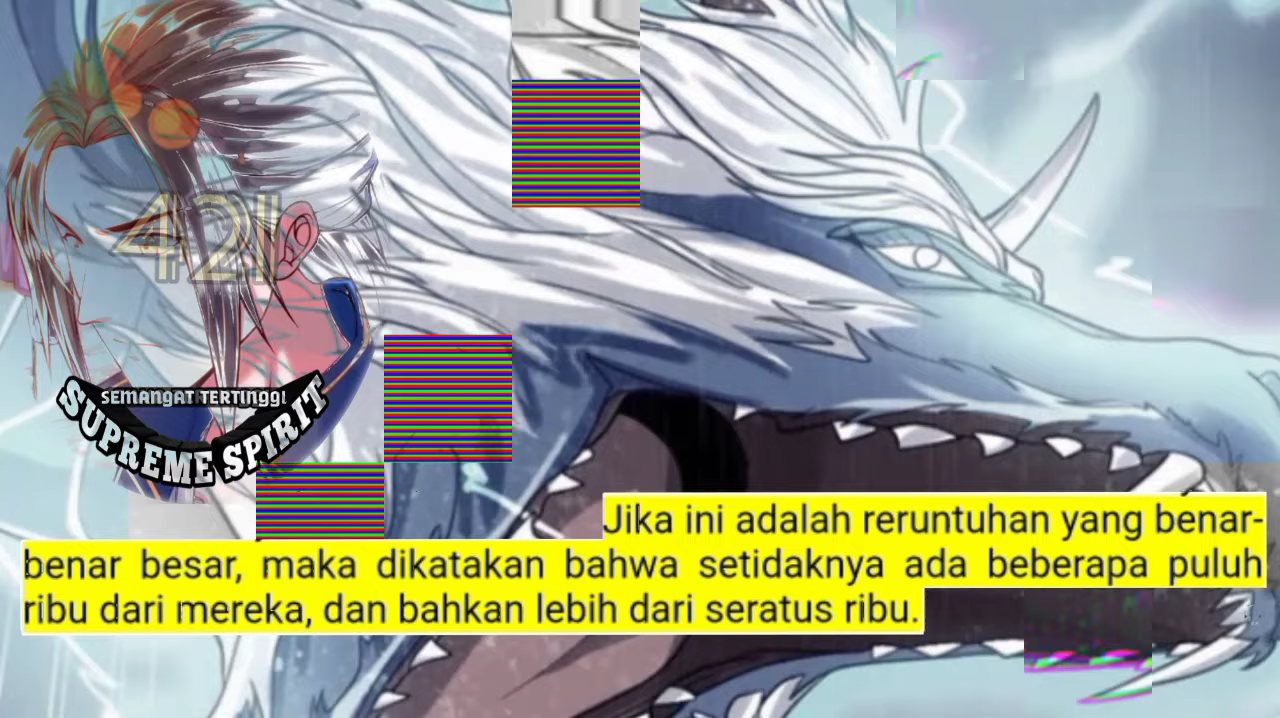 421
SEMANGAT TERTINGGI
SUPREME SPIRIT
Jika ini adalah reruntuhan yang benar-
benar besar, maka dikatakan bahwa setidaknya ada beberapa puluh
ribu dari mereka, dan bahkan lebih dari seratus ribu.